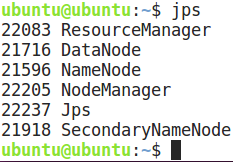 ubuntu@ubuntu:~$ jps
22083 ResourceManager
21716 DataNode
21596 NameNode
22205 NodeManager
22237 Jps
21918 SecondaryNameNode
ubuntu@ubuntu:~$